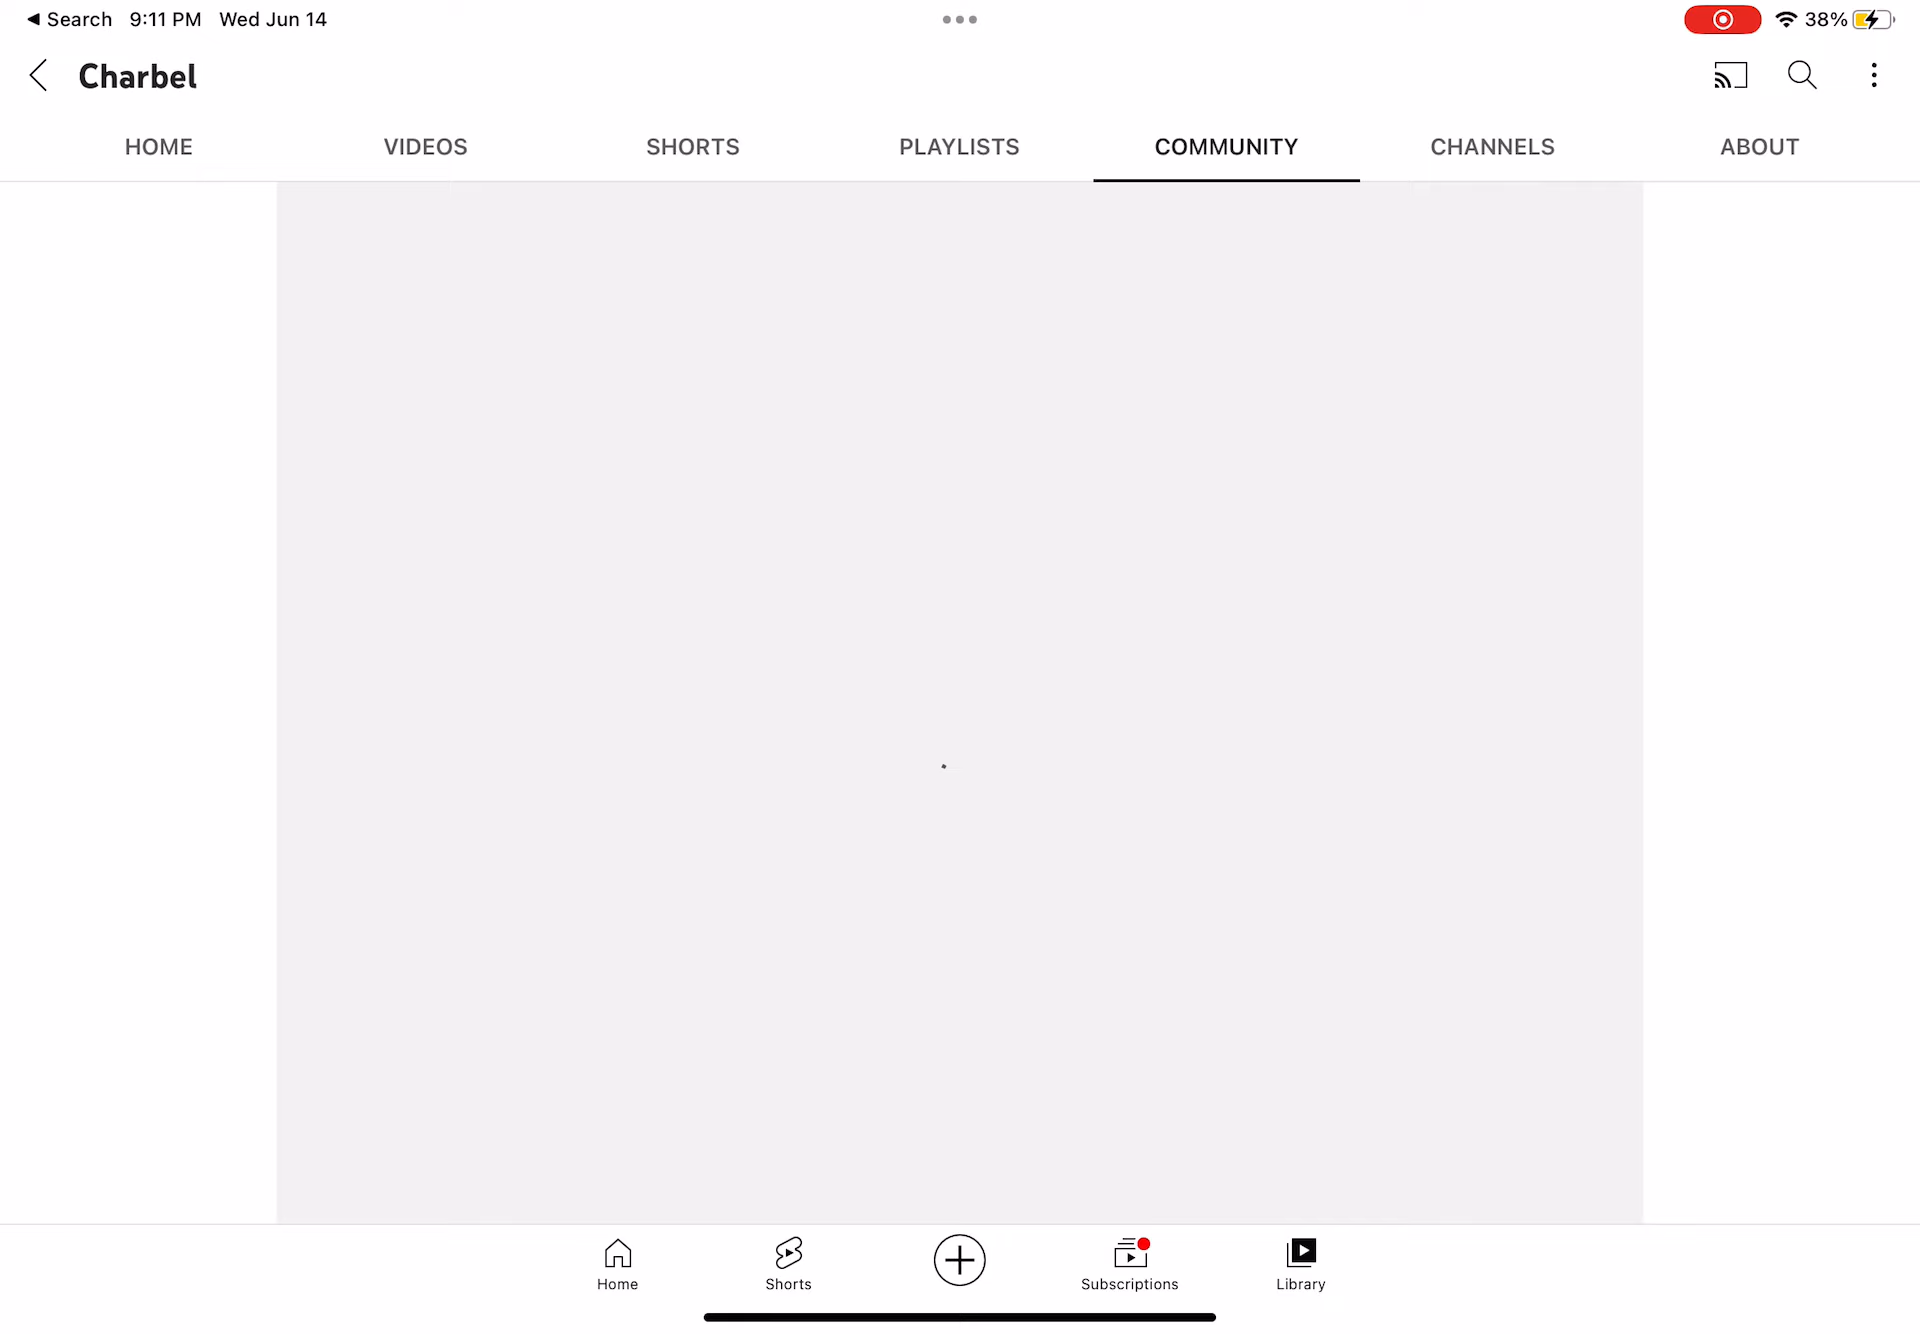 Search 9:11 PM Wed Jun 14
38%
Charbel
HOME VIDEOS SHORTS PLAYLISTS COMMUNITY CHANNELS ABOUT
Home Shorts Subscriptions Library